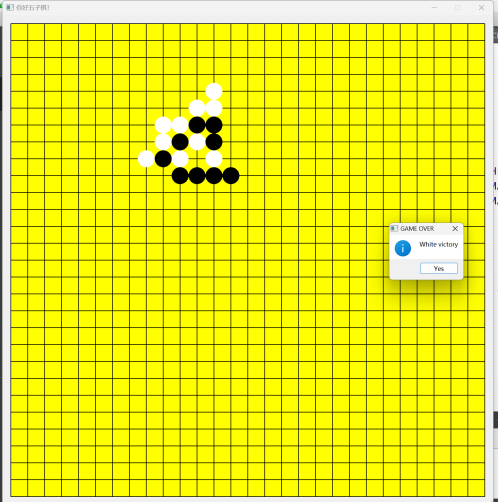 你好五子棋!
GAME OVER
White victory
Yes